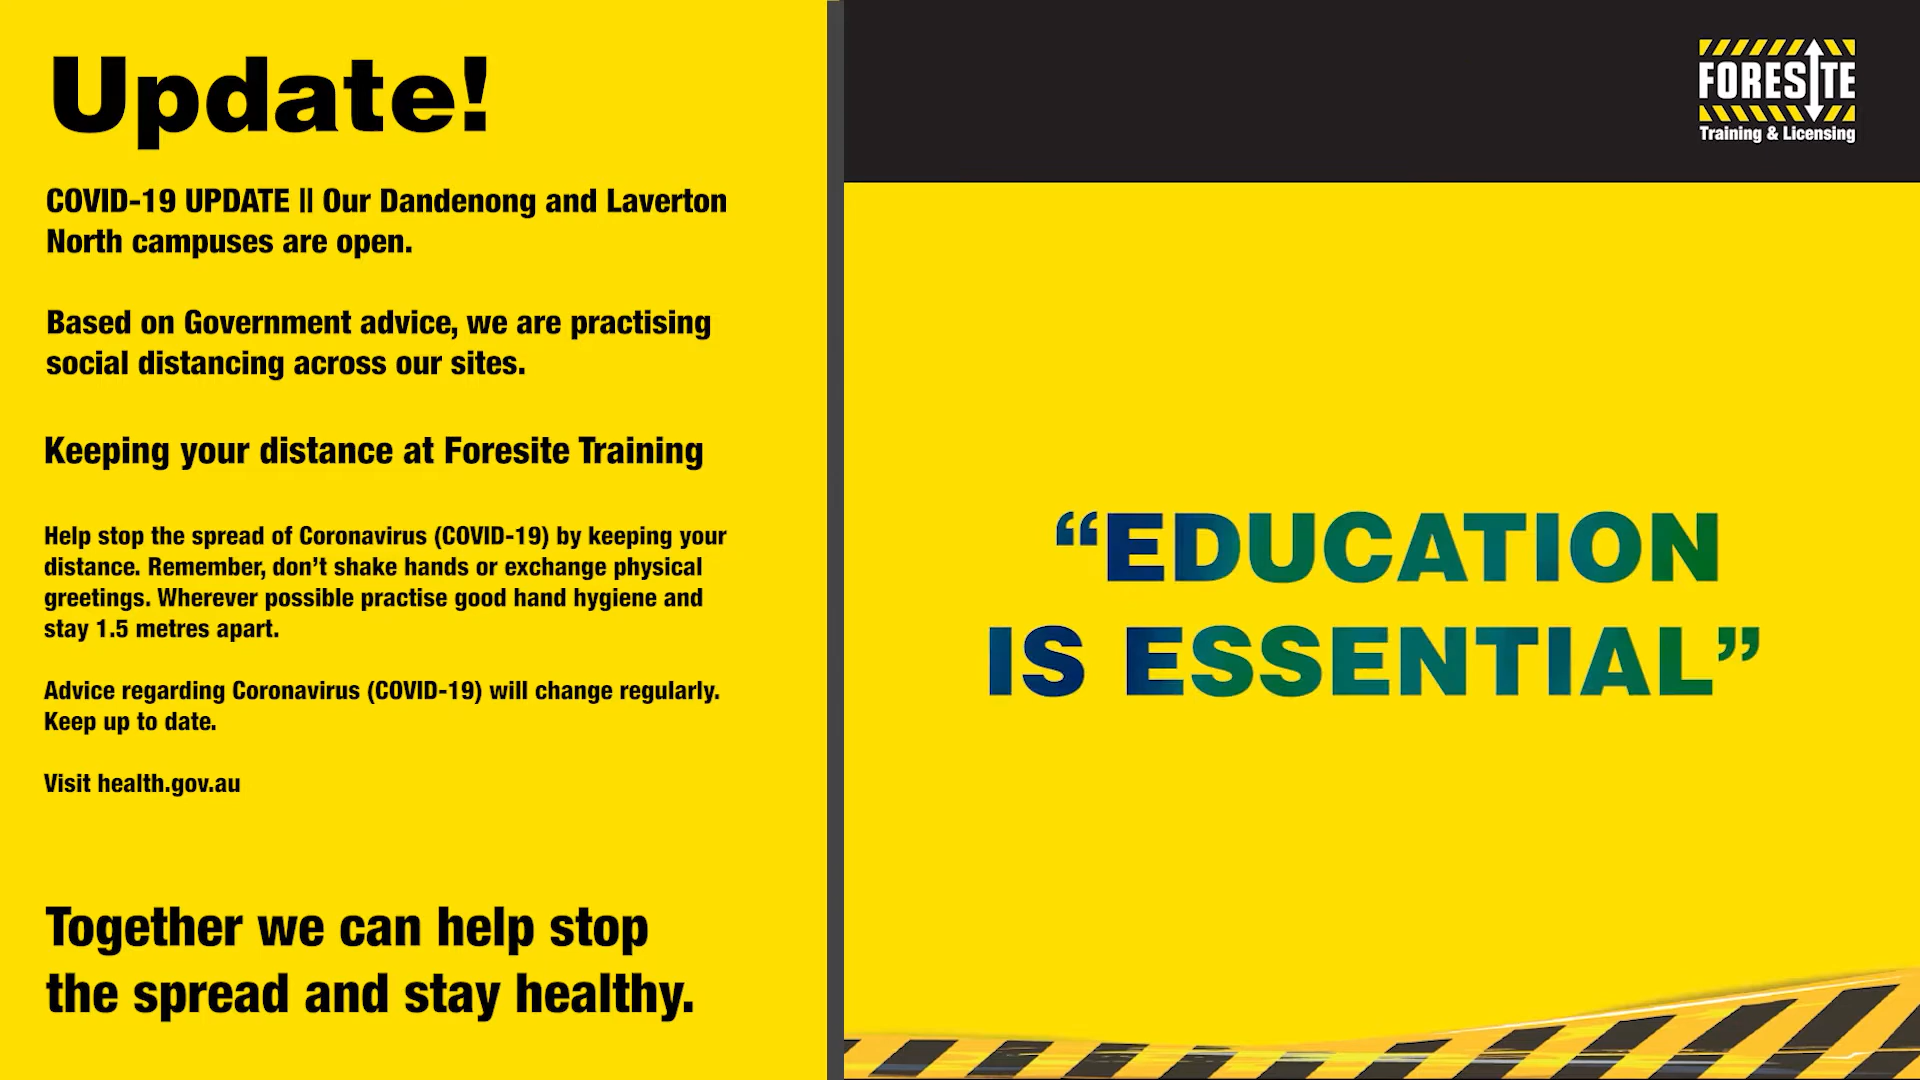 Update!
COVID-19 UPDATE || Our Dandenong and Laverton
North campuses are open.
Based on Government advice, we are practising
social distancing across our sites.
Keeping your distance at Foresite Training
Help stop the spread of Coronavirus (COVID-19) by keeping your
distance. Remember, don’t shake hands or exchange physical
greetings. Wherever possible practise good hand hygiene and
stay 1.5 metres apart.
Advice regarding Coronavirus (COVID-19) will change regularly.
Keep up to date.
Visit health.gov.au
Together we can help stop
the spread and stay healthy.
FORESITE
Training & Licensing
“EDUCATION
IS ESSENTIAL”